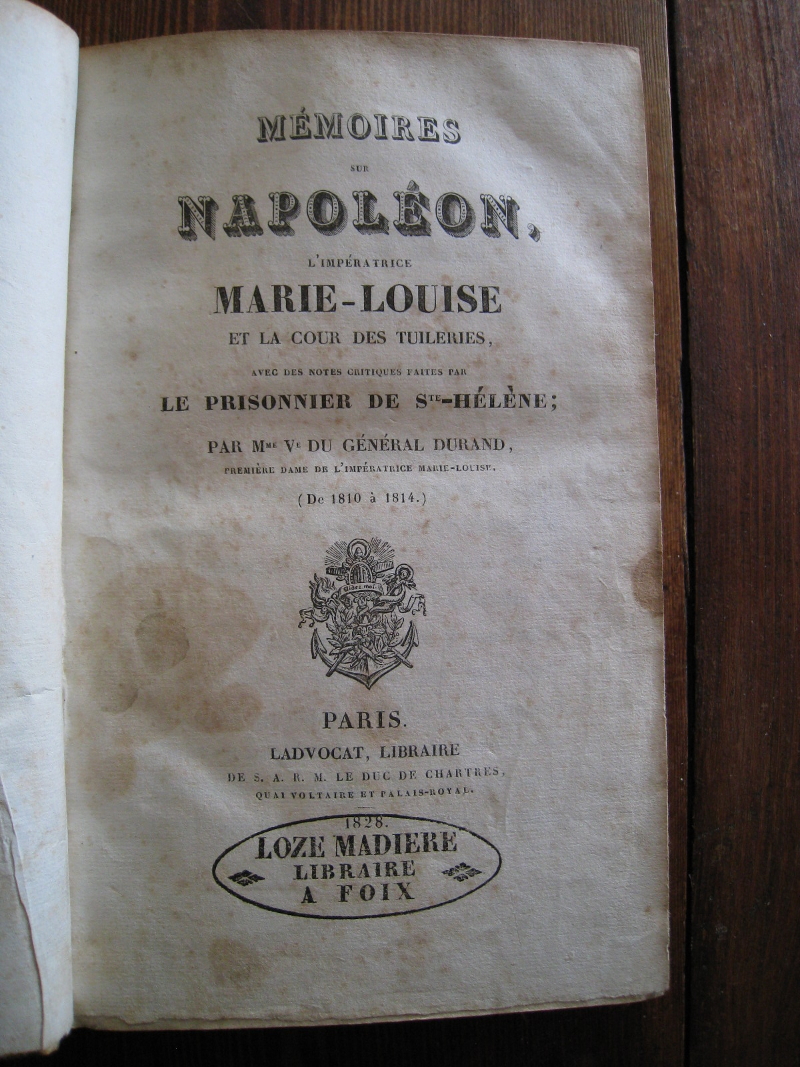 MÉMOIRES
SUR
NAPOLÉON,
L'IMPÉRATRICE
MARIE-LOUISE
ET LA COUR DES TUILERIES,
AVEC DES NOTES CRITIQUES FAITES PAR
LE PRISONNIER DE STE-HÉLÈNE;
PAR MME VE DU GÉNÉRAL DURAND,
PREMIÈRE DAME DE L'IMPÉRATRICE MARIE-LOUISE.
(De 1810 à 1814.)
Aidez moi.
PARIS.
LADVOCAT, LIBRAIRE
DE S. A. R. M. LE DUC DE CHARTRES,
QUAI VOLTAIRE ET PALAIS-ROYAL.
1828.
LOZE MADIERE
LIBRAIRE
A FOIX